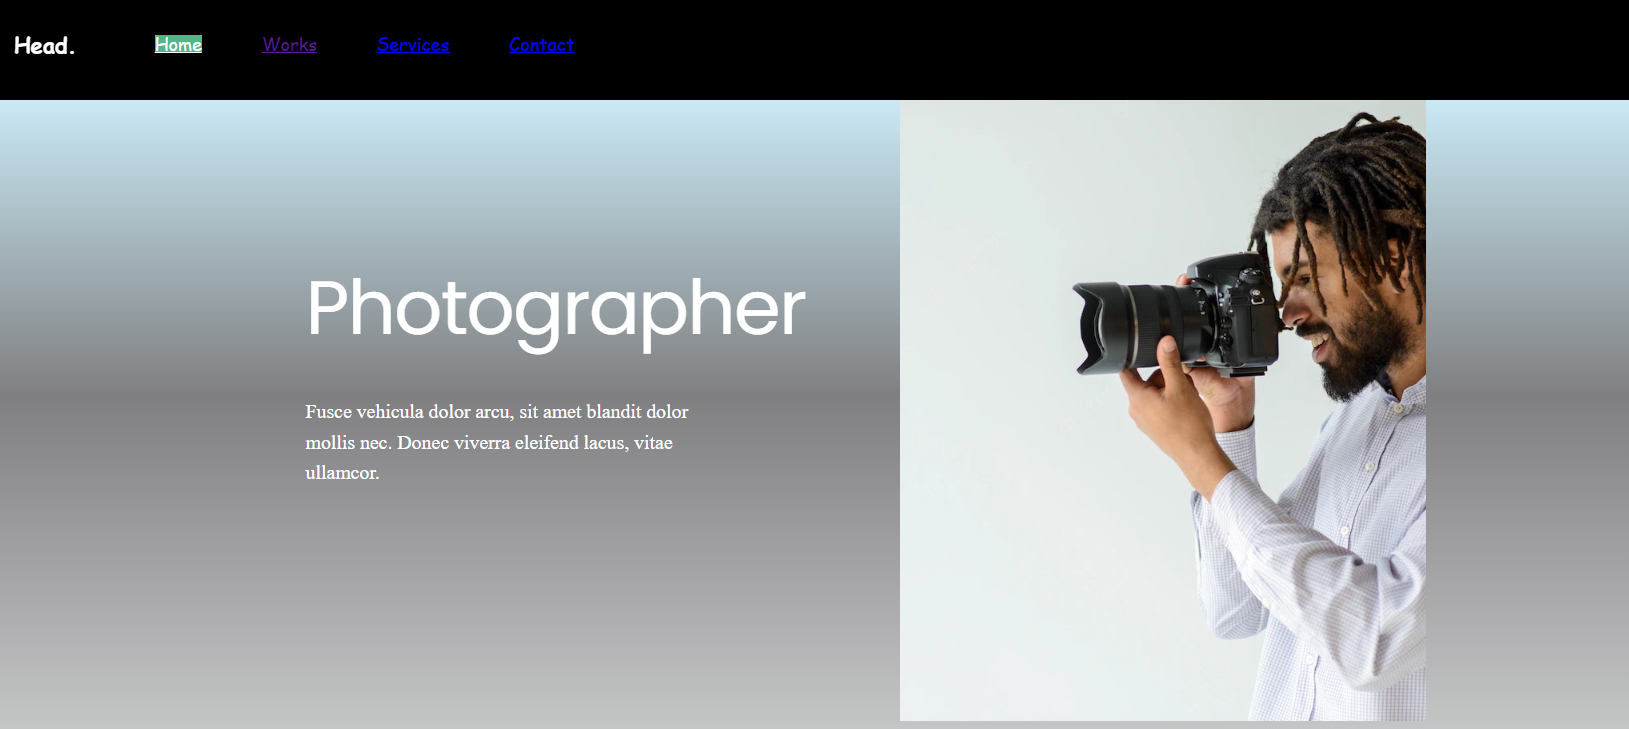 Head.
Home
Works
Services
Contact
Photographer
Fusce vehicula dolor arcu, sit amet blandit dolor
mollis nec. Donec viverra eleifend lacus, vitae
ullamcor.